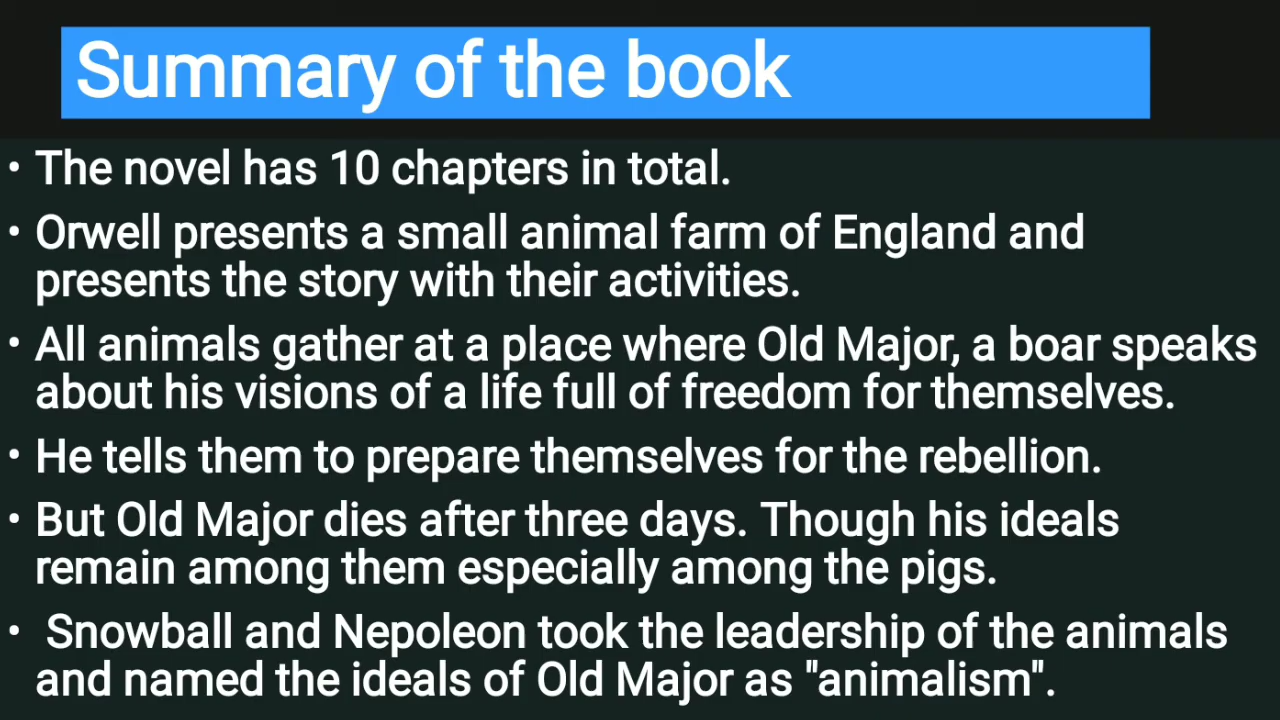 Summary of the book
• The novel has 10 chapters in total.
• Orwell presents a small animal farm of England and
presents the story with their activities.
• All animals gather at a place where Old Major, a boar speaks
about his visions of a life full of freedom for themselves.
• He tells them to prepare themselves for the rebellion.
• But Old Major dies after three days. Though his ideals
remain among them especially among the pigs.
• Snowball and Nepoleon took the leadership of the animals
and named the ideals of Old Major as "animalism".